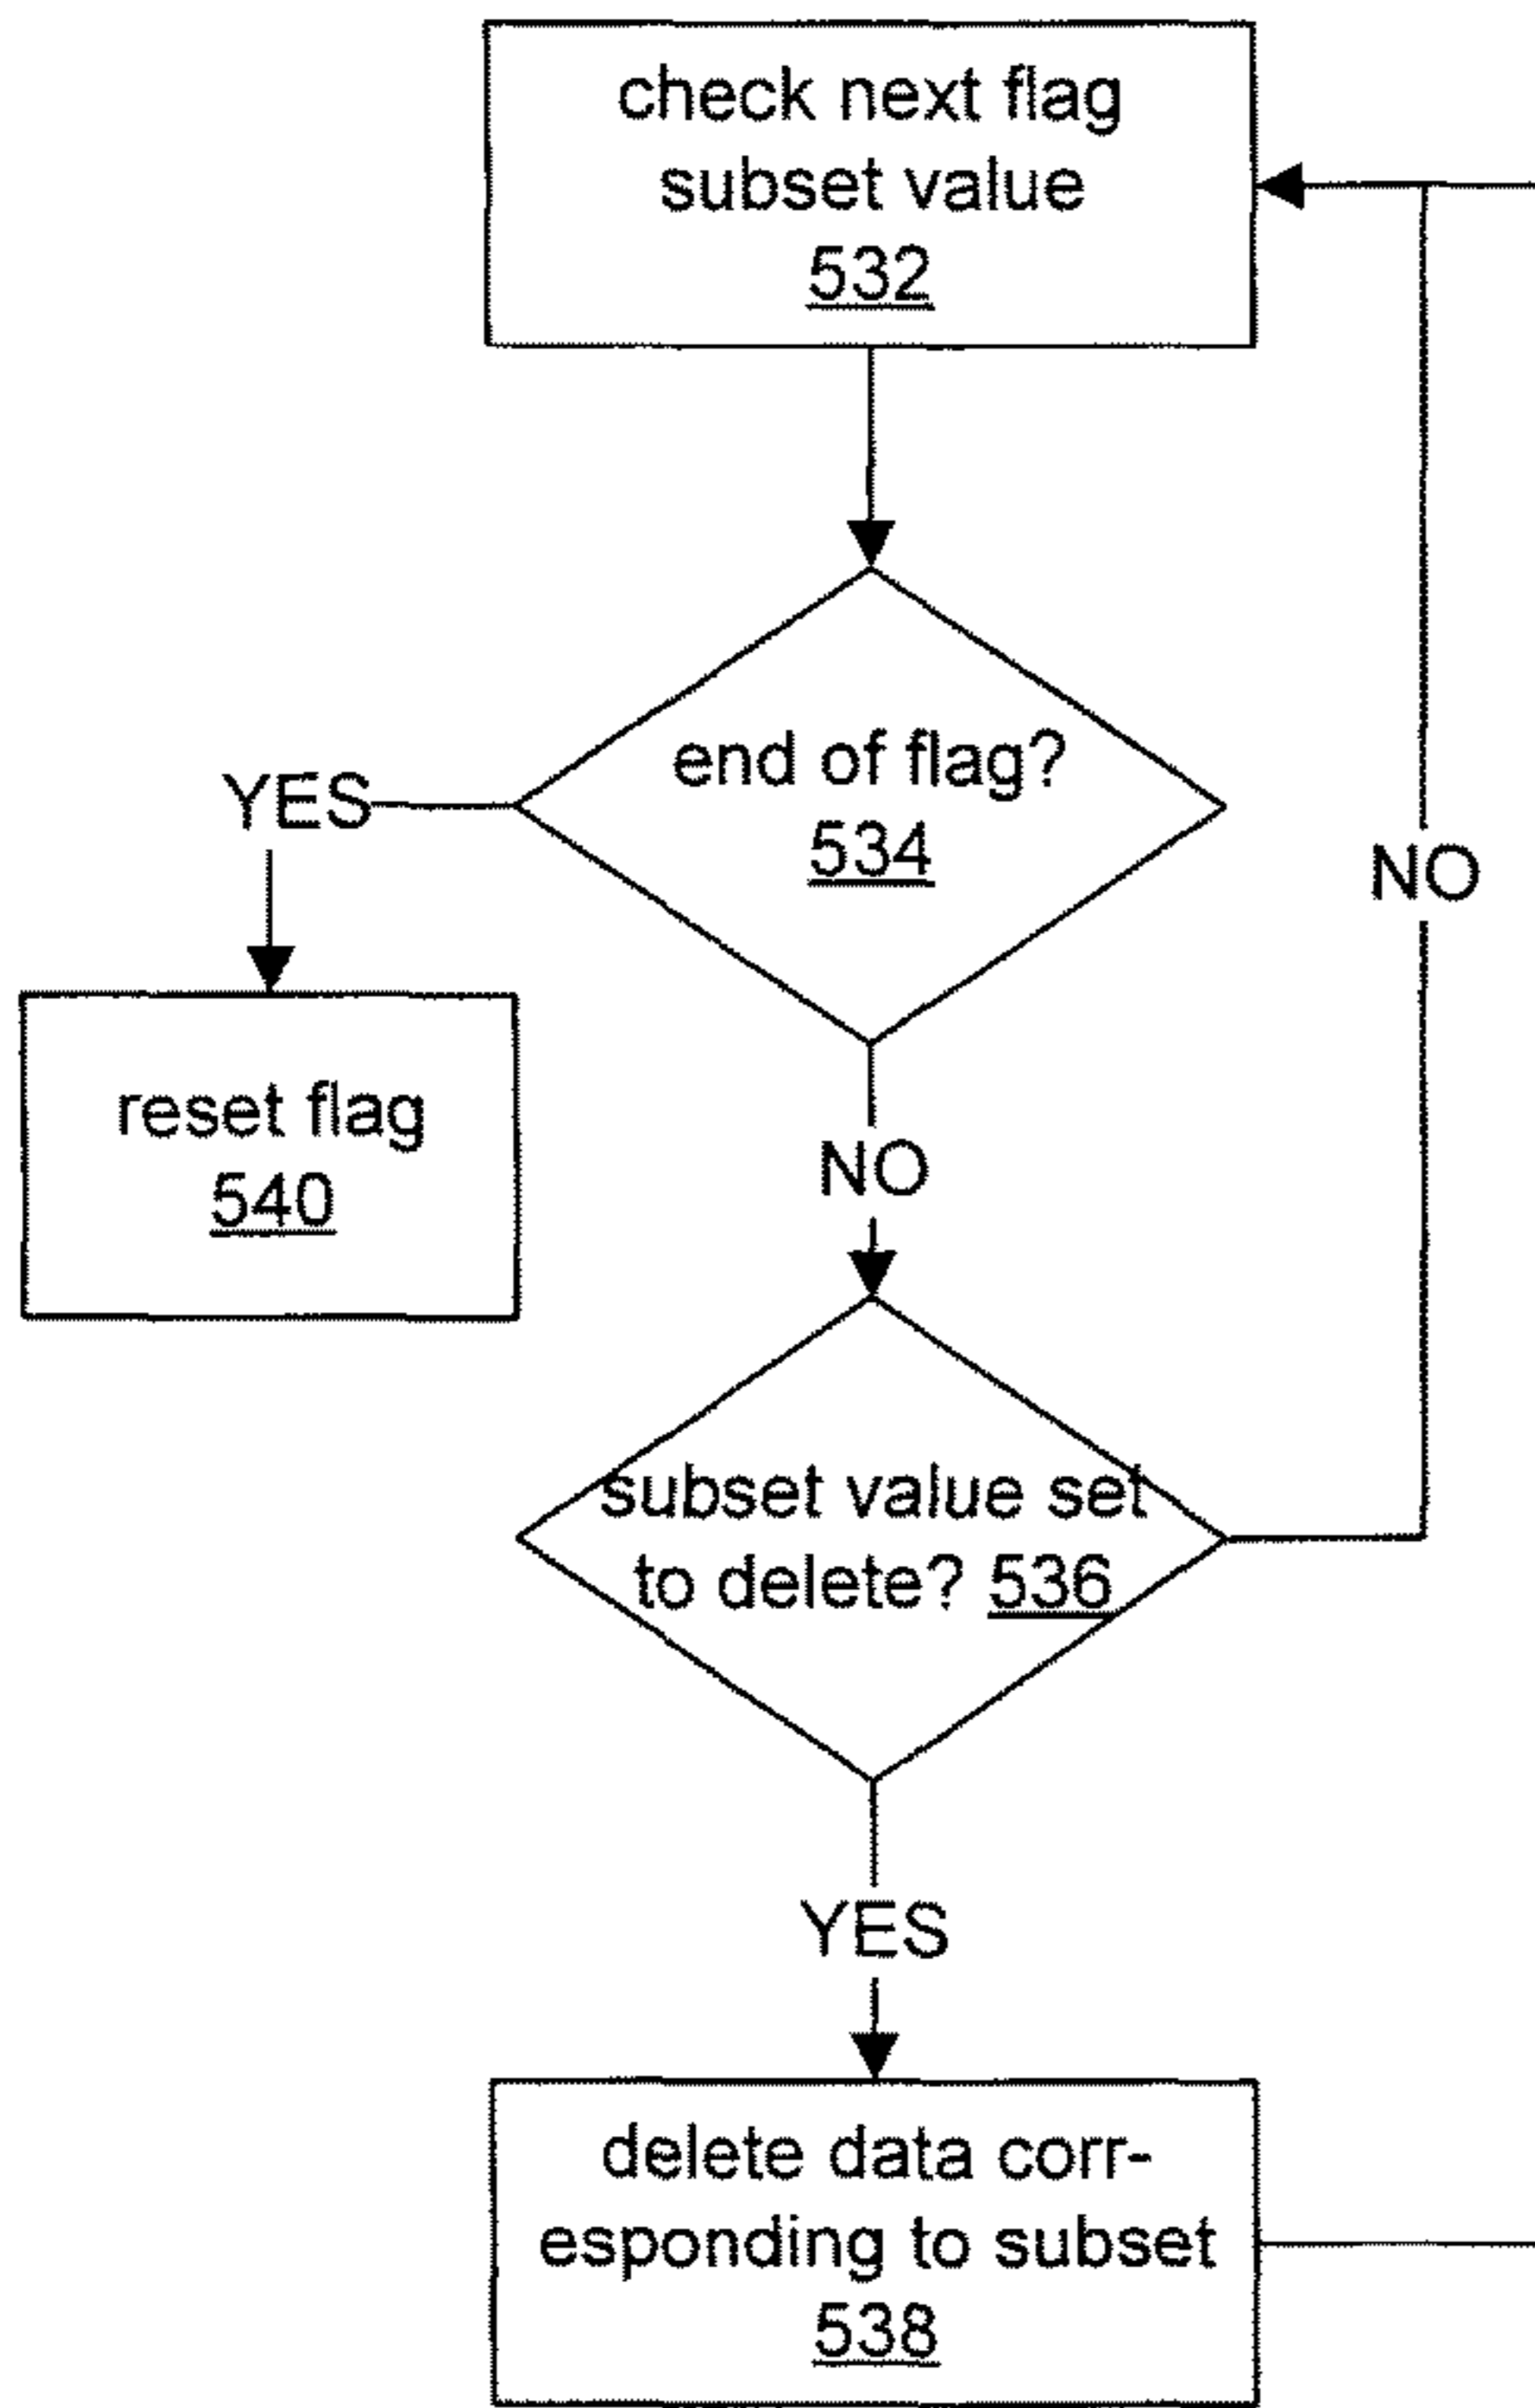 check next flag
subset value
532
end of flag?
534
YES
NO
reset flag
540
NO
subset value set
to delete? 536
YES
delete data corr-
esponding to subset
538